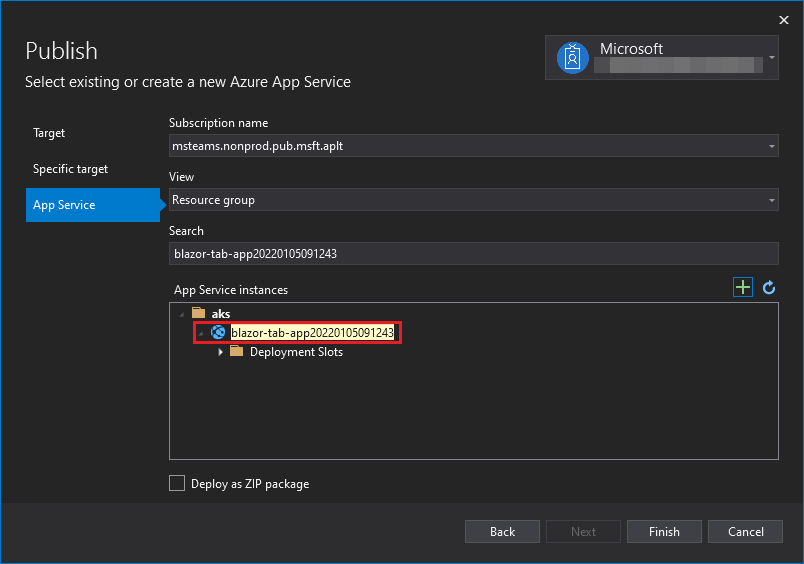 Publish
Select existing or create a new Azure App Service
Microsoft
Target
Specific target
App Service
Subscription name
msteams.nonprod.pub.msft.aplt
View
Resource group
Search
blazor-tab-app20220105091243
App Service instances
aks
blazor-tab-app20220105091243
Deployment Slots
Deploy as ZIP package
Back
Next
Finish
Cancel